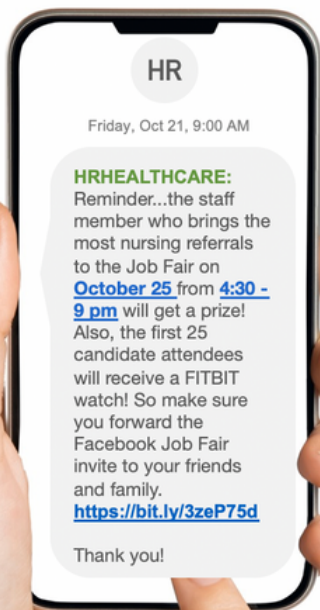 HR
Friday, Oct 21, 9:00 AM
HRHEALTHCARE:
Reminder...the staff
member who brings the
most nursing referrals
to the Job Fair on
October 25 from 4:30 -
9 pm will get a prize!
Also, the first 25
candidate attendees
will receive a FITBIT
watch! So make sure
you forward the
Facebook Job Fair
invite to your friends
and family.
https://bit.ly/3zeP75d
Thank you!